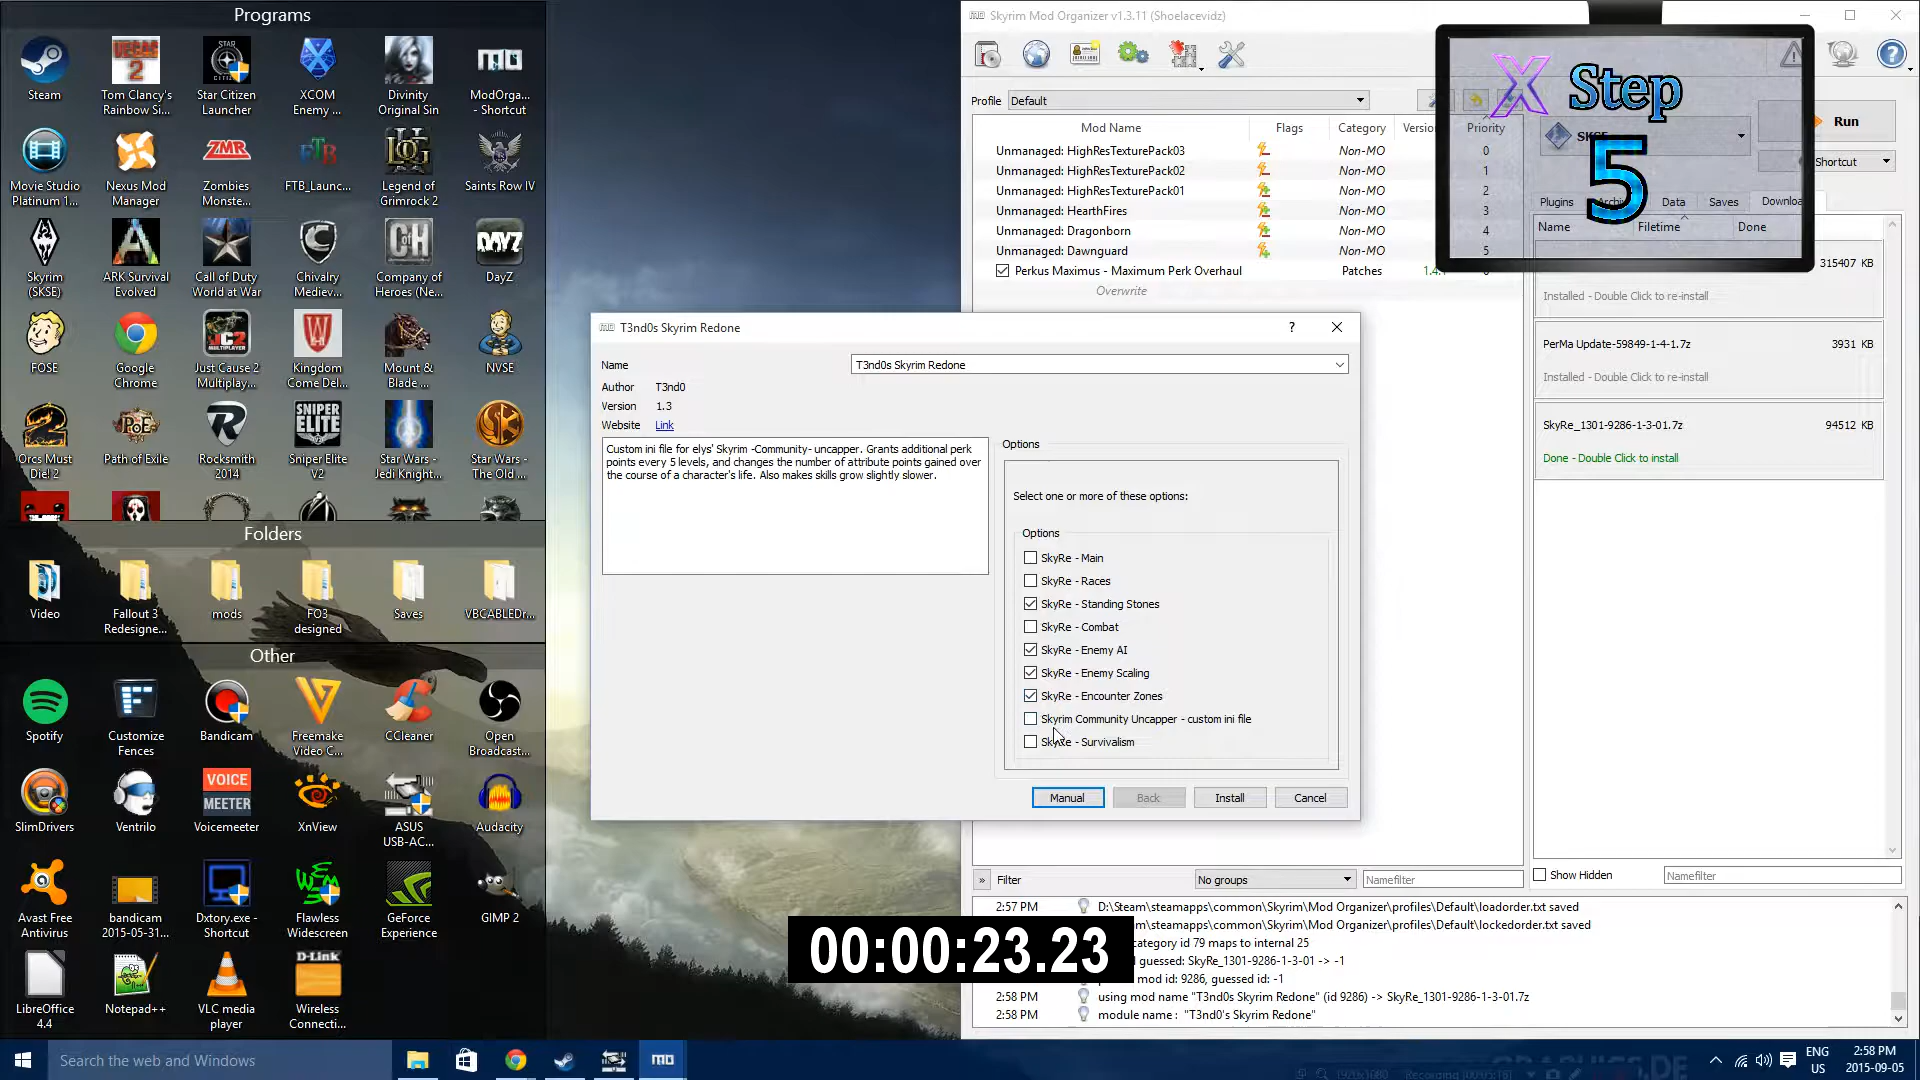 Programs
Steam
Tom Clancy's
Rainbow Si...
Star Citizen
Launcher
XCOM
Enemy ...
Divinity
Original Sin
ModOrga...
- Shortcut
Movie Studio
Platinum 1...
Nexus Mod
Manager
Zombies
Monste...
FTB_Launc...
Legend of
Grimrock 2
Saints Row IV
Skyrim
(SKSE)
ARK Survival
Evolved
Call of Duty
World at War
Chivalry
Mediev...
Company of
Heroes (Ne...
DayZ
FOSE
Google
Chrome
Just Cause 2
Multiplay...
Kingdom
Come Del...
Mount &
Blade ...
NVSE
Orcs Must
Die! 2
Path of Exile
Rocksmith
2014
Sniper Elite
V2
Star Wars -
Jedi Knight...
Star Wars -
The Old ...
Folders
Video
Fallout 3
Redesigne...
mods
FO3
designed
Saves
VBCABLEDr...
Other
Spotify
Customize
Fences
Bandicam
Freemake
Video C...
CCleaner
Open
Broadcast...
SlimDrivers
Ventrilo
VOICE
MEETER
Voicemeeter
XnView
ASUS
USB-AC...
Audacity
Avast Free
Antivirus
bandicam
2015-05-31...
Dxtory.exe -
Shortcut
Flawless
Widescreen
GeForce
Experience
GIMP 2
LibreOffice
4.4
Notepad++
VLC media
player
D-Link
Wireless
Connecti...
Skyrim Mod Organizer v1.3.11 (Shoelacevidz)
Profile Default
Mod Name Flags Category Versio Priority
Unmanaged: HighResTexturePack03 Non-MO 0
Unmanaged: HighResTexturePack02 Non-MO 1
Unmanaged: HighResTexturePack01 Non-MO 2
Unmanaged: HearthFires Non-MO 3
Unmanaged: Dragonborn Non-MO 4
Unmanaged: Dawnguard Non-MO 5
Perkus Maximus - Maximum Perk Overhaul Patches
Overwrite
X Step
5
Run
Shortcut
Plugins Data Saves Downloa
Name Filetime Done
315407 KB
Installed - Double Click to re-install
PerMa Update-59849-1-4-1.7z 3931 KB
Installed - Double Click to re-install
SkyRe_1301-9286-1-3-01.7z 94512 KB
Done - Double Click to install
T3nd0s Skyrim Redone
Name T3nd0s Skyrim Redone
Author T3nd0
Version 1.3
Website Link
Custom ini file for elys' Skyrim -Community- uncapper. Grants additional perk
points every 5 levels, and changes the number of attribute points gained over
the course of a character's life. Also makes skills grow slightly slower.
Options
Select one or more of these options:
Options
SkyRe - Main
SkyRe - Races
SkyRe - Standing Stones
SkyRe - Combat
SkyRe - Enemy AI
SkyRe - Enemy Scaling
SkyRe - Encounter Zones
Skyrim Community Uncapper - custom ini file
SkyRe - Survivalism
Manual Back Install Cancel
» Filter No groups Namefilter
Show Hidden Namefilter
2:57 PM D:\Steam\steamapps\common\Skyrim\Mod Organizer\profiles\Default\loadorder.txt saved
D:\Steam\steamapps\common\Skyrim\Mod Organizer\profiles\Default\lockedorder.txt saved
category id 79 maps to internal 25
guessed: SkyRe_1301-9286-1-3-01 -> -1
mod id: 9286, guessed id: -1
2:58 PM using mod name "T3nd0s Skyrim Redone" (id 9286) -> SkyRe_1301-9286-1-3-01.7z
2:58 PM module name : "T3nd0's Skyrim Redone"
00:00:23.23
Search the web and Windows
ENG
US
2:58 PM
2015-09-05